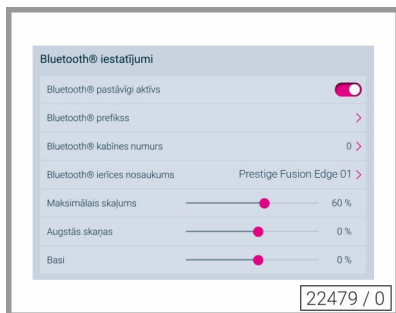 Bluetooth® iestatījumi
Bluetooth® pastāvīgi aktīvs
Bluetooth® prefikss
Bluetooth® kabīnes numurs 0
Bluetooth® ierīces nosaukums Prestige Fusion Edge 01
Maksimālais skaļums 60 %
Augstās skaņas 0 %
Basi 0 %
22479 / 0